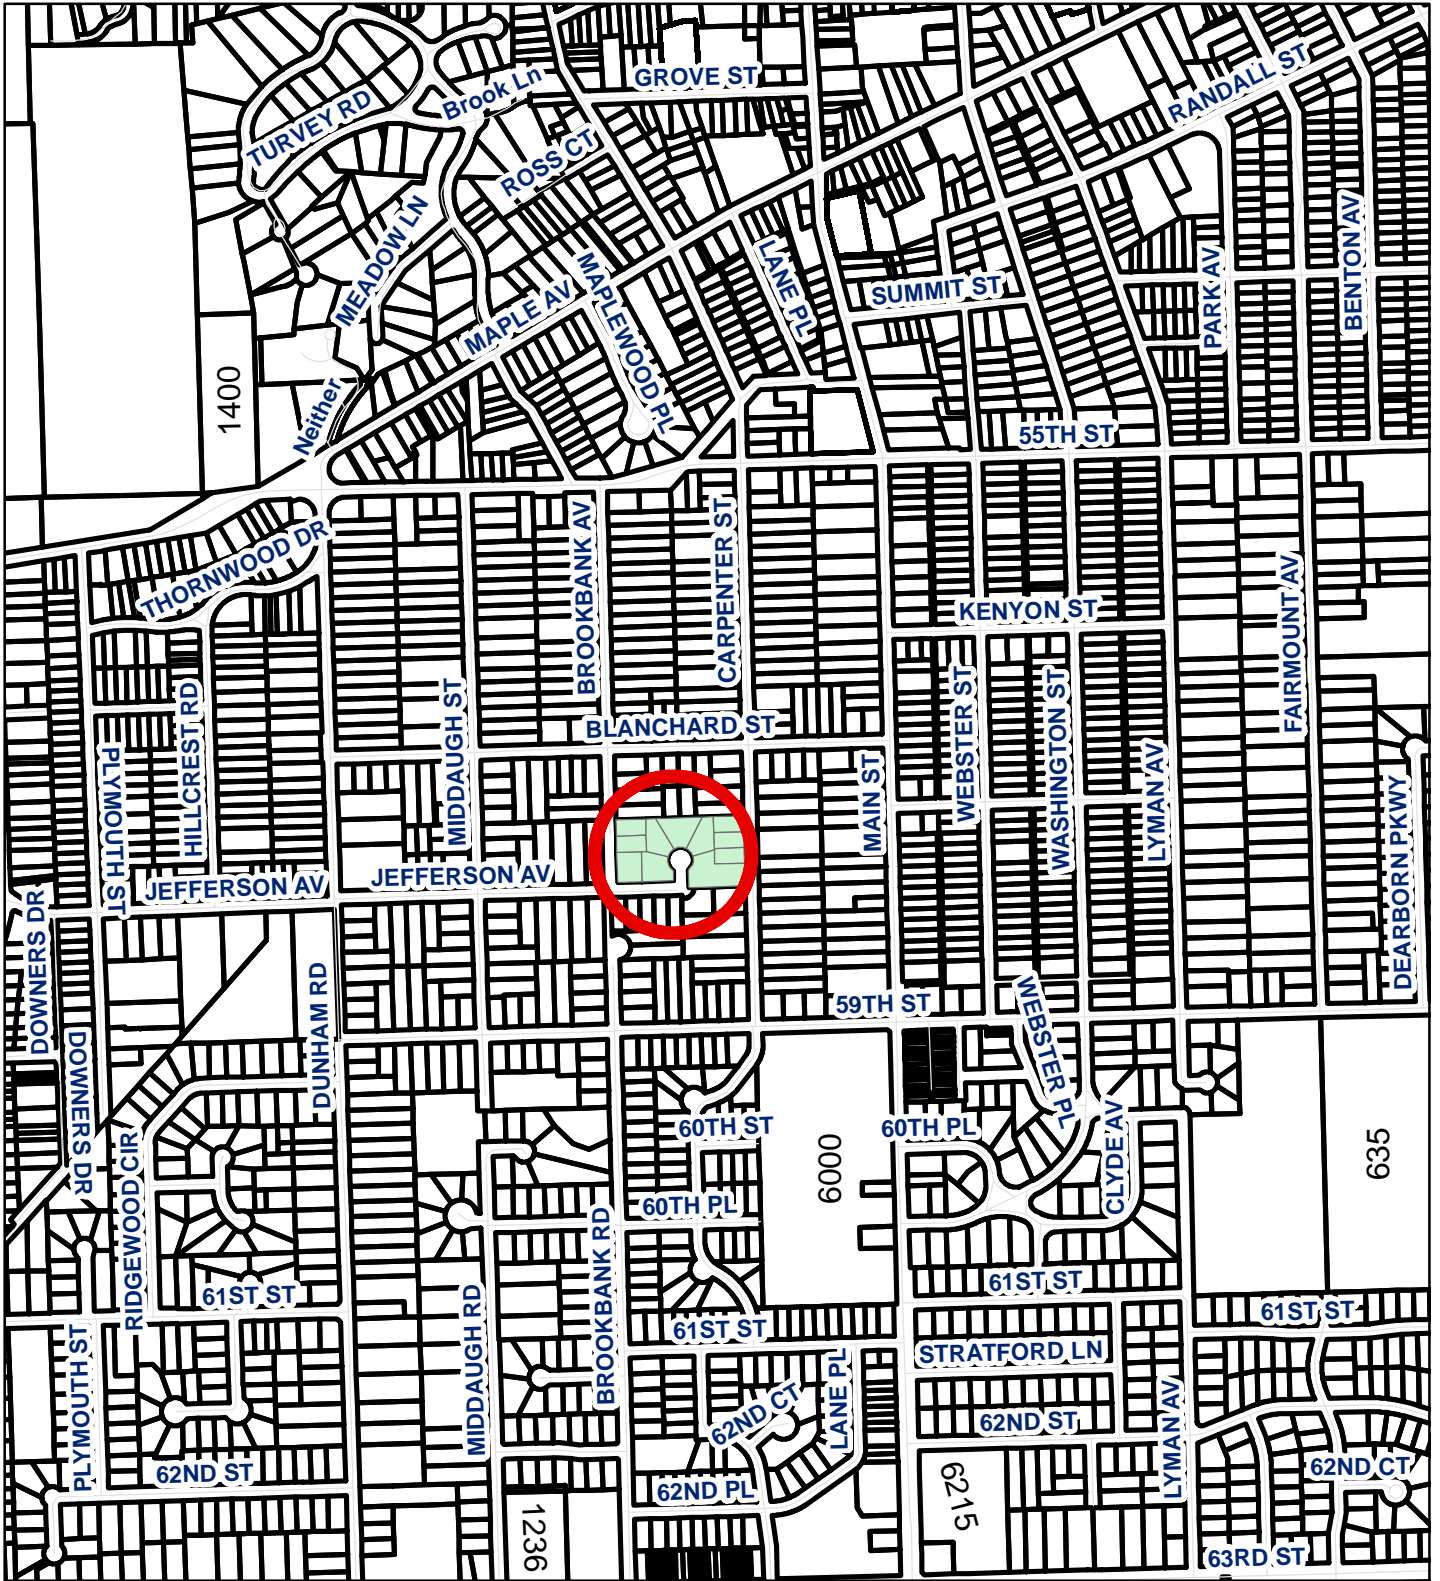 GROVE ST
RANDALL ST
Brook Ln
TURVEY RD
ROSS CT
MEADOW LN
LANE PL
BENTON AV
PARK AV
MAPLEWOOD PL
SUMMIT ST
MAPLE AV
1400
Neither
55TH ST
THORNWOOD DR
BROOKBANK AV
CARPENTER ST
KENYON ST
FAIRMOUNT AV
HILLCREST RD
MIDDAUGH ST
BLANCHARD ST
WEBSTER ST
WASHINGTON ST
LYMAN AV
PLYMOUTH ST
MAIN ST
DEARBORN PKWY
JEFFERSON AV
JEFFERSON AV
DOWNERS DR
DUNHAM RD
59TH ST
WEBSTER PL
DOWNERS DR
60TH ST
60TH PL
CLYDE AV
6000
635
RIDGEWOOD CIR
60TH PL
BROOKBANK RD
61ST ST
61ST ST
61ST ST
61ST ST
MIDDAUGH RD
STRATFORD LN
PLYMOUTH ST
LANE PL
62ND CT
62ND ST
LYMAN AV
62ND ST
62ND CT
62ND PL
6215
1236
63RD ST